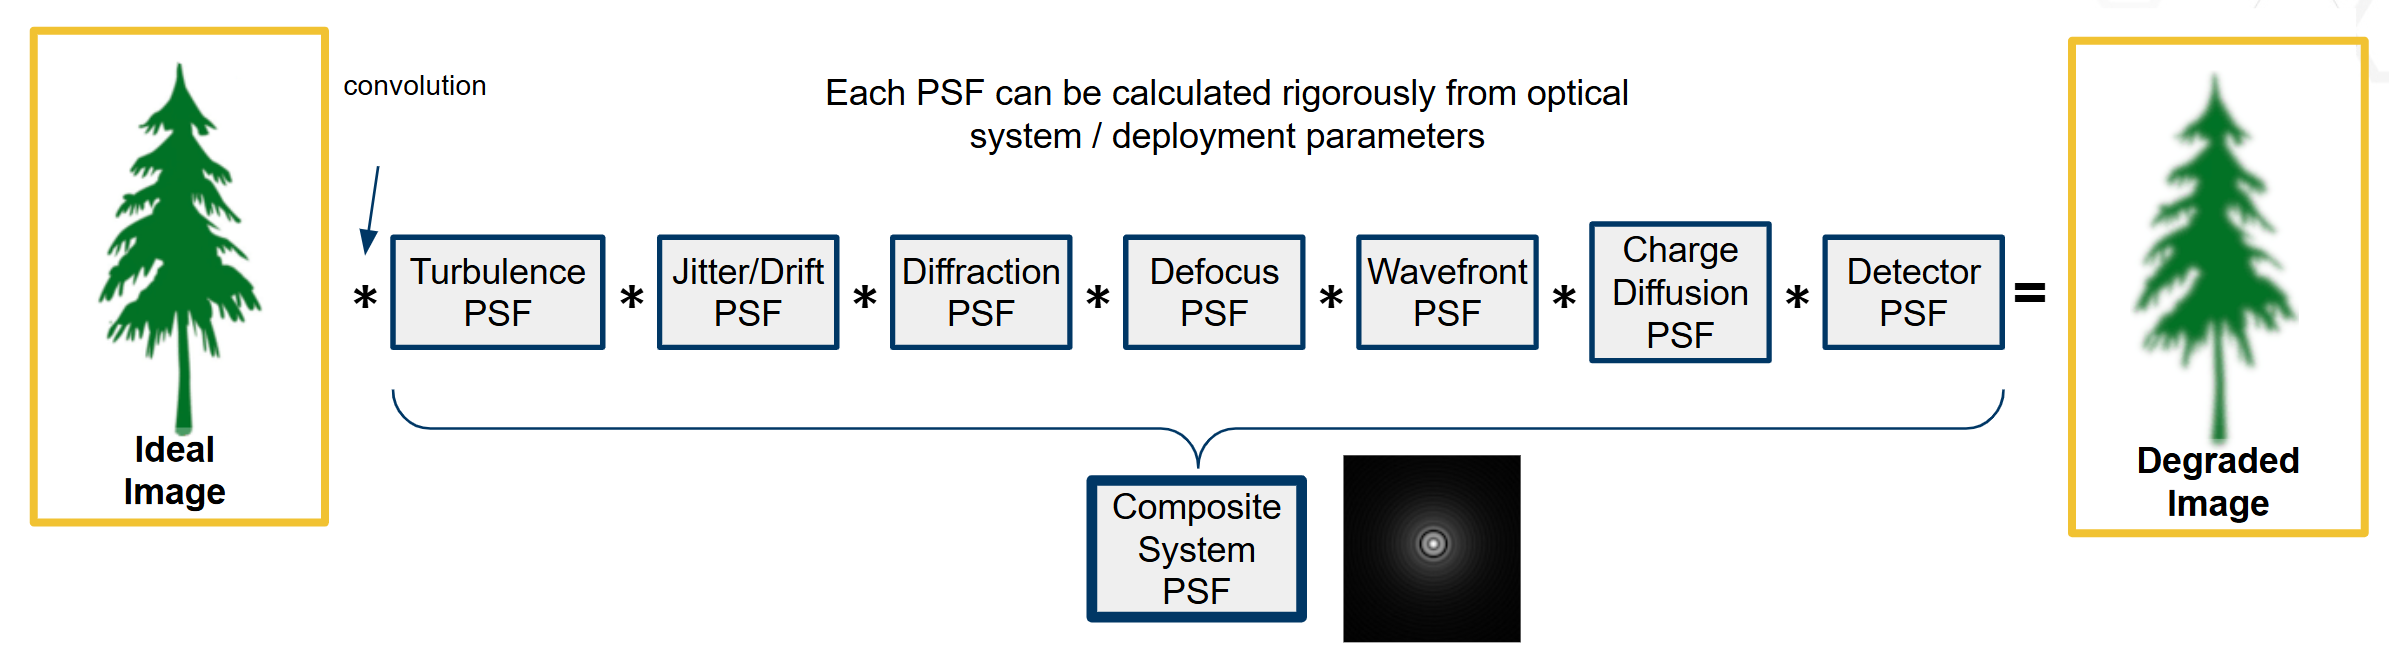 convolution
Each PSF can be calculated rigorously from optical
system / deployment parameters
Ideal
Image
*
Turbulence
PSF
*
Jitter/Drift
PSF
*
Diffraction
PSF
*
Defocus
PSF
*
Wavefront
PSF
*
Charge
Diffusion
PSF
*
Detector
PSF
=
Degraded
Image
Composite
System
PSF